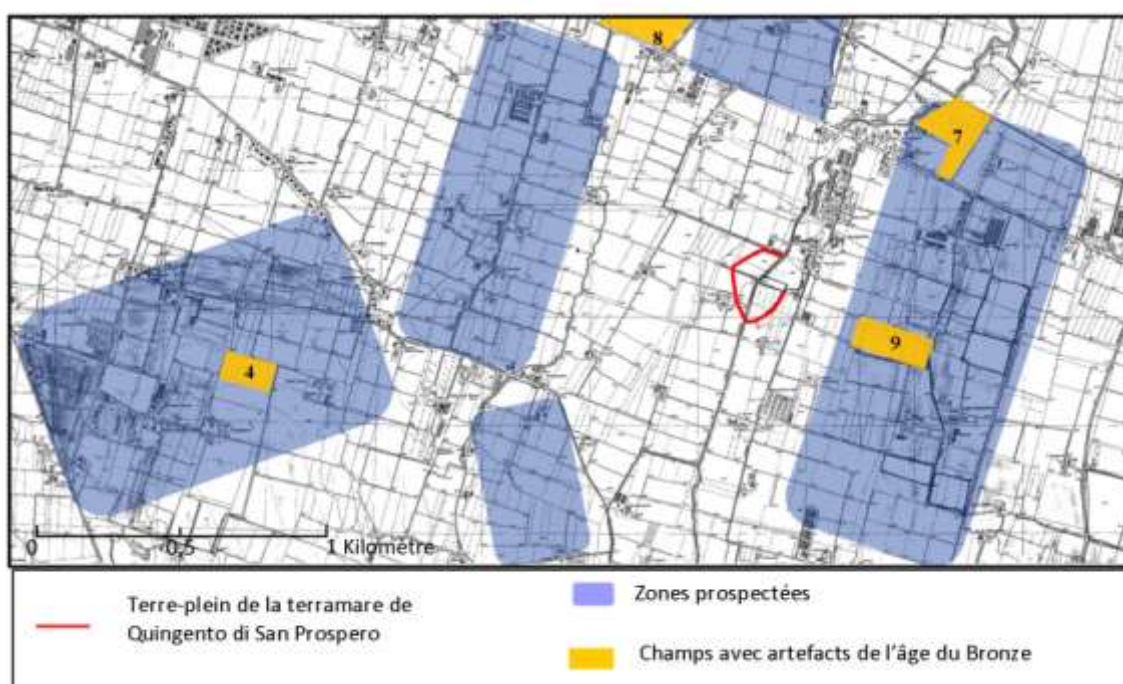 8
7
9
4
0
0,5
1 Kilomètre
Terre-plein de la terramare de
Quingento di San Prospero
Zones prospectées
Champs avec artefacts de l'âge du Bronze